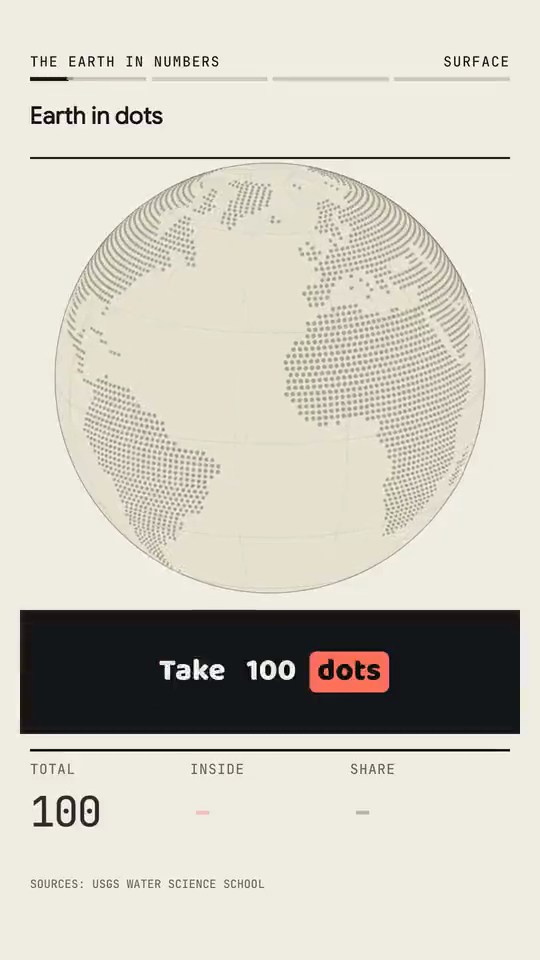 THE EARTH IN NUMBERS SURFACE
Earth in dots
Take 100 dots
TOTAL INSIDE SHARE
100 – –
SOURCES: USGS WATER SCIENCE SCHOOL